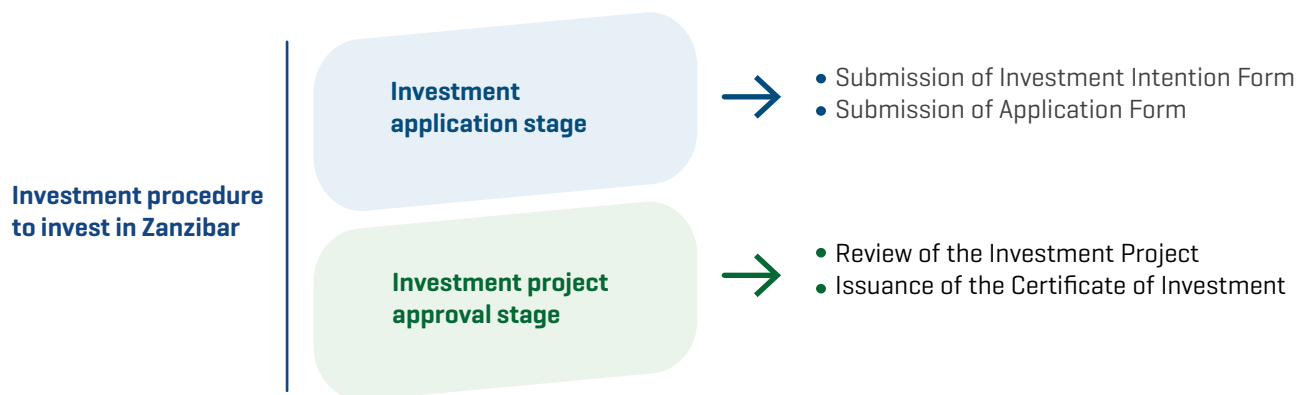 Investment procedure
to invest in Zanzibar
Investment
application stage
• Submission of Investment Intention Form
• Submission of Application Form
Investment project
approval stage
• Review of the Investment Project
• Issuance of the Certificate of Investment